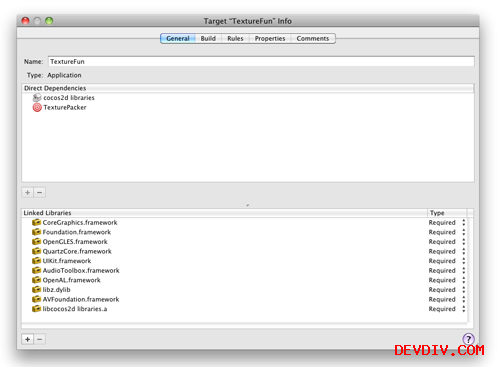 Target "TextureFun" Info
General Build Rules Properties Comments
Name: TextureFun
Type: Application
Direct Dependencies
cocos2d libraries
TexturePacker
+ −
Linked Libraries Type
CoreGraphics.framework Required
Foundation.framework Required
OpenGLES.framework Required
QuartzCore.framework Required
UIKit.framework Required
AudioToolbox.framework Required
OpenAL.framework Required
libz.dylib Required
AVFoundation.framework Required
libcocos2d libraries.a Required
+ − ?
DEVDIV.COM